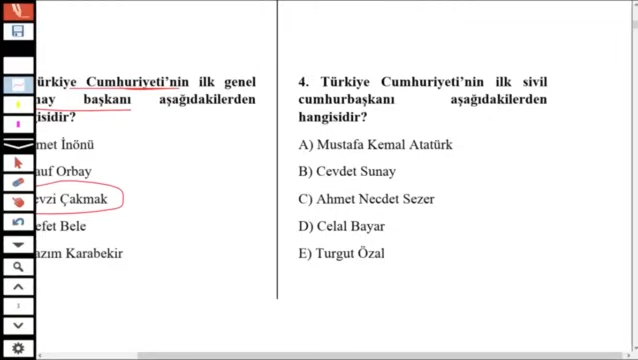 ürkiye Cumhuriyeti’nin ilk genel
may başkanı aşağıdakilerden
isidir?
met İnönü
auf Orbay
evzi Çakmak
efet Bele
azım Karabekir
4. Türkiye Cumhuriyeti’nin ilk sivil
cumhurbaşkanı aşağıdakilerden
hangisidir?
A) Mustafa Kemal Atatürk
B) Cevdet Sunay
C) Ahmet Necdet Sezer
D) Celal Bayar
E) Turgut Özal